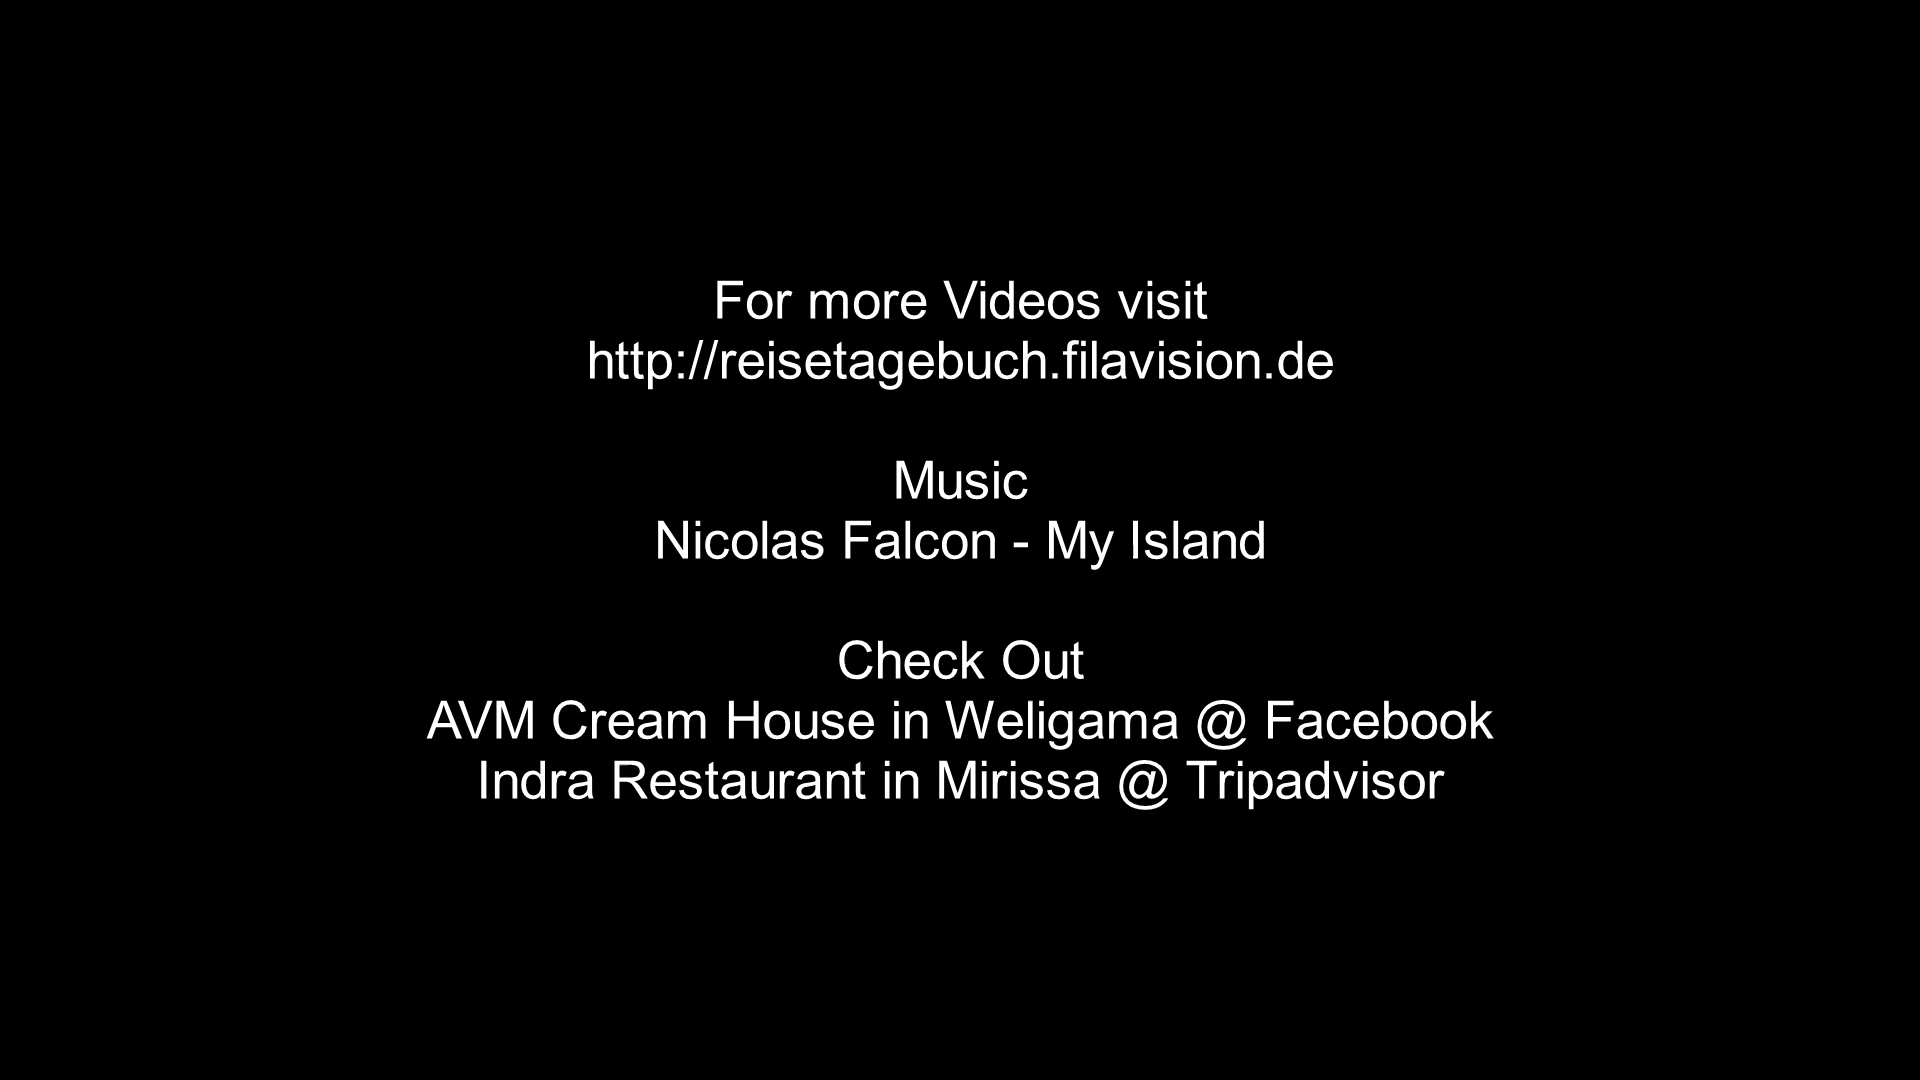 For more Videos visit
http://reisetagebuch.filavision.de
Music
Nicolas Falcon - My Island
Check Out
AVM Cream House in Weligama @ Facebook
Indra Restaurant in Mirissa @ Tripadvisor